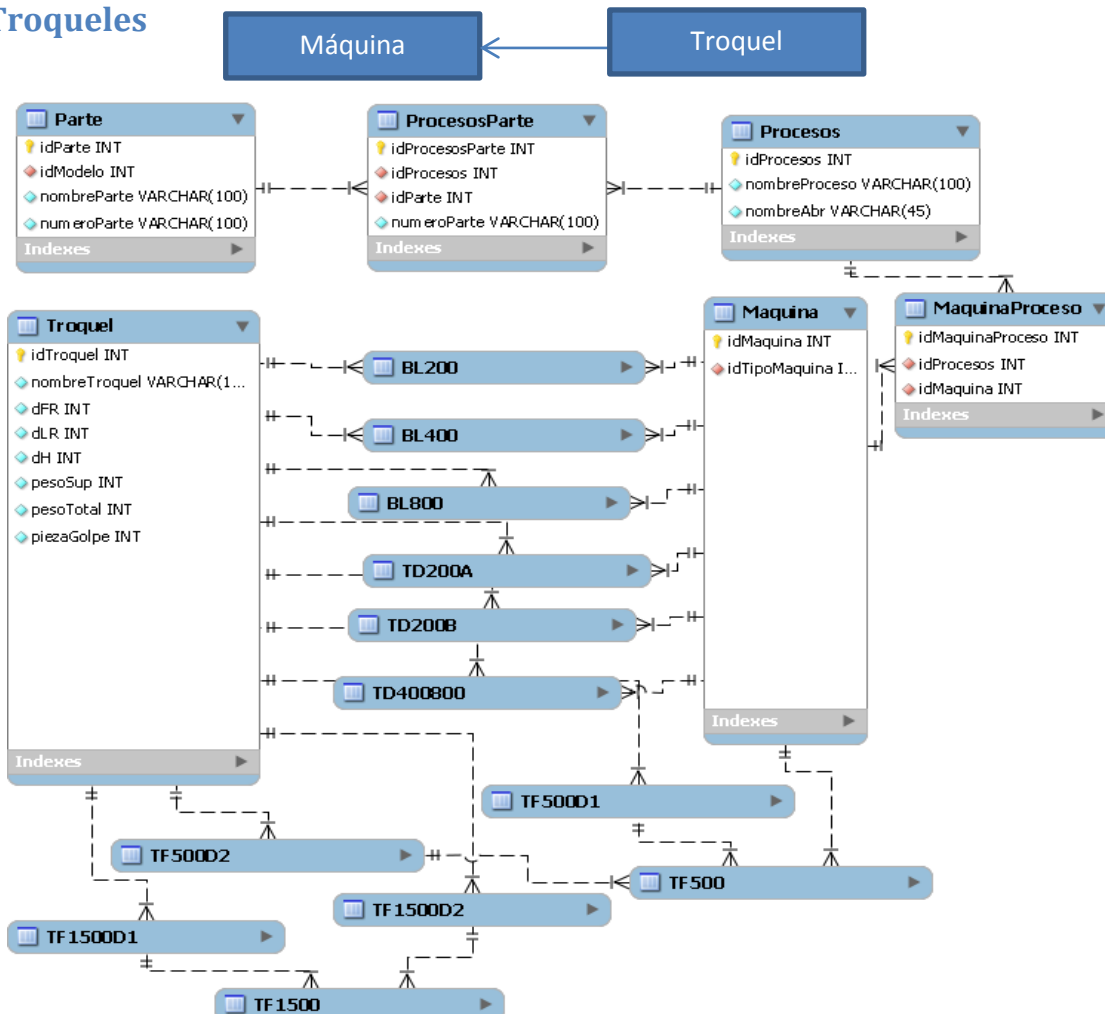 Troqueles
Máquina
Troquel
Parte
idParte INT
idModelo INT
nombreParte VARCHAR(100)
numeroParte VARCHAR(100)
Indexes
ProcesosParte
idProcesosParte INT
idProcesos INT
idParte INT
numeroParte VARCHAR(100)
Indexes
Procesos
idProcesos INT
nombreProceso VARCHAR(100)
nombreAbr VARCHAR(45)
Indexes
Troquel
idTroquel INT
nombreTroquel VARCHAR(1...
dFR INT
dLR INT
dH INT
pesoSup INT
pesoTotal INT
piezaGolpe INT
Indexes
BL200
BL400
BL800
TD200A
TD200B
TD400800
Maquina
idMaquina INT
idTipoMaquina I...
Indexes
MaquinaProceso
idMaquinaProceso INT
idProcesos INT
idMaquina INT
Indexes
TF500D1
TF500D2
TF500
TF1500D2
TF1500D1
TF1500